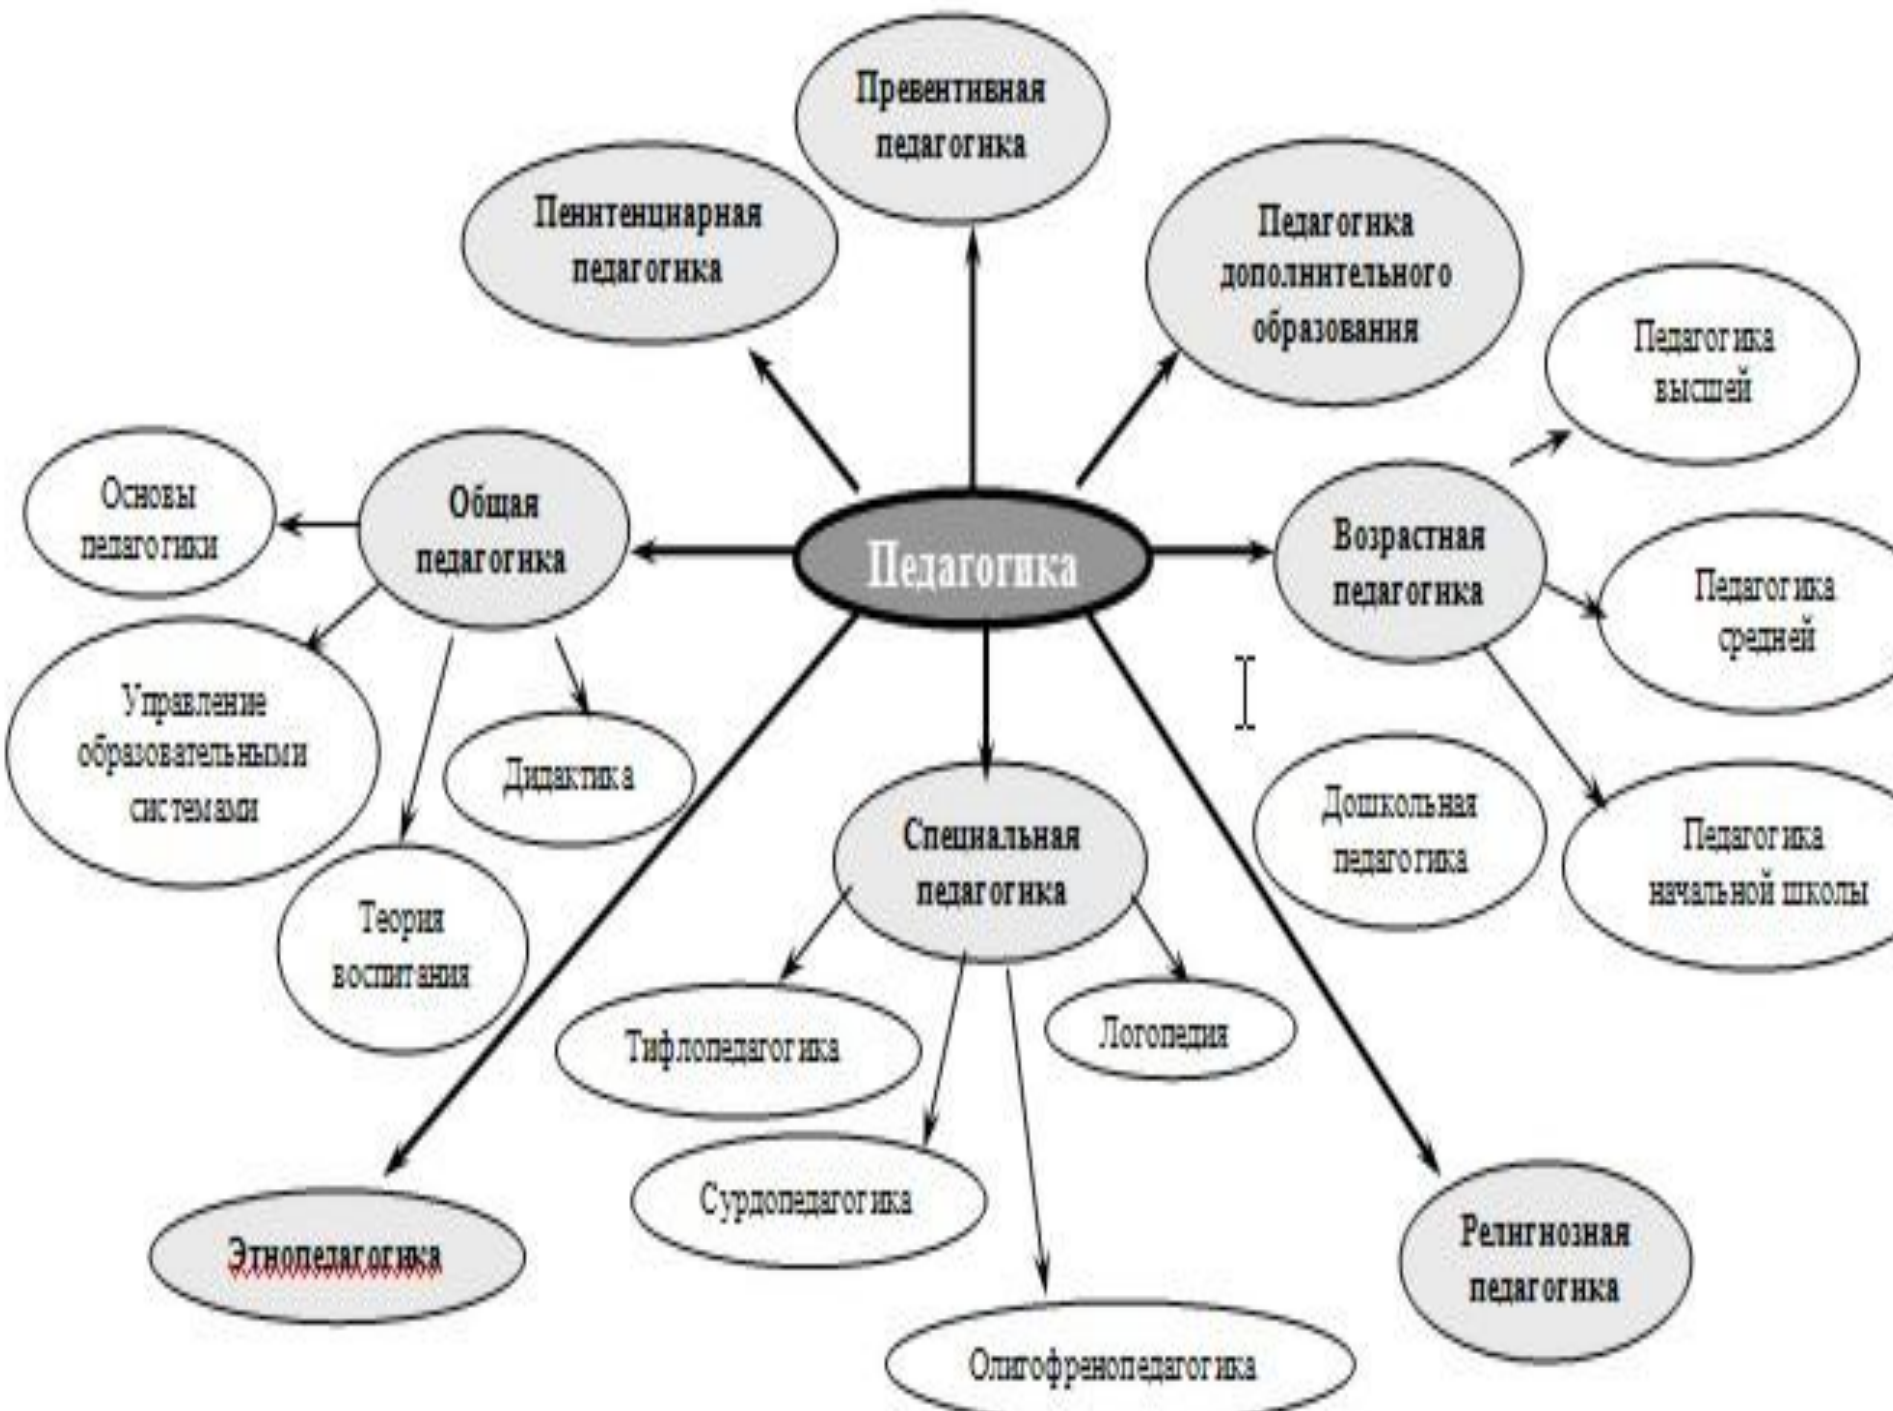 Превентивная
педагогика
Пенитенциарная
педагогика
Педагогика
дополнительного
образования
Педагогика
высшей
Основы
педагогики
Общая
педагогика
Педагогика
Возрастная
педагогика
Педагогика
средней
Управление
образовательными
системами
Дидактика
Теория
воспитания
Специальная
педагогика
Дошкольная
педагогика
Педагогика
начальной школы
Тифлопедагогика
Логопедия
Сурдопедагогика
Этнопедагогика
Религиозная
педагогика
Олигофренопедагогика